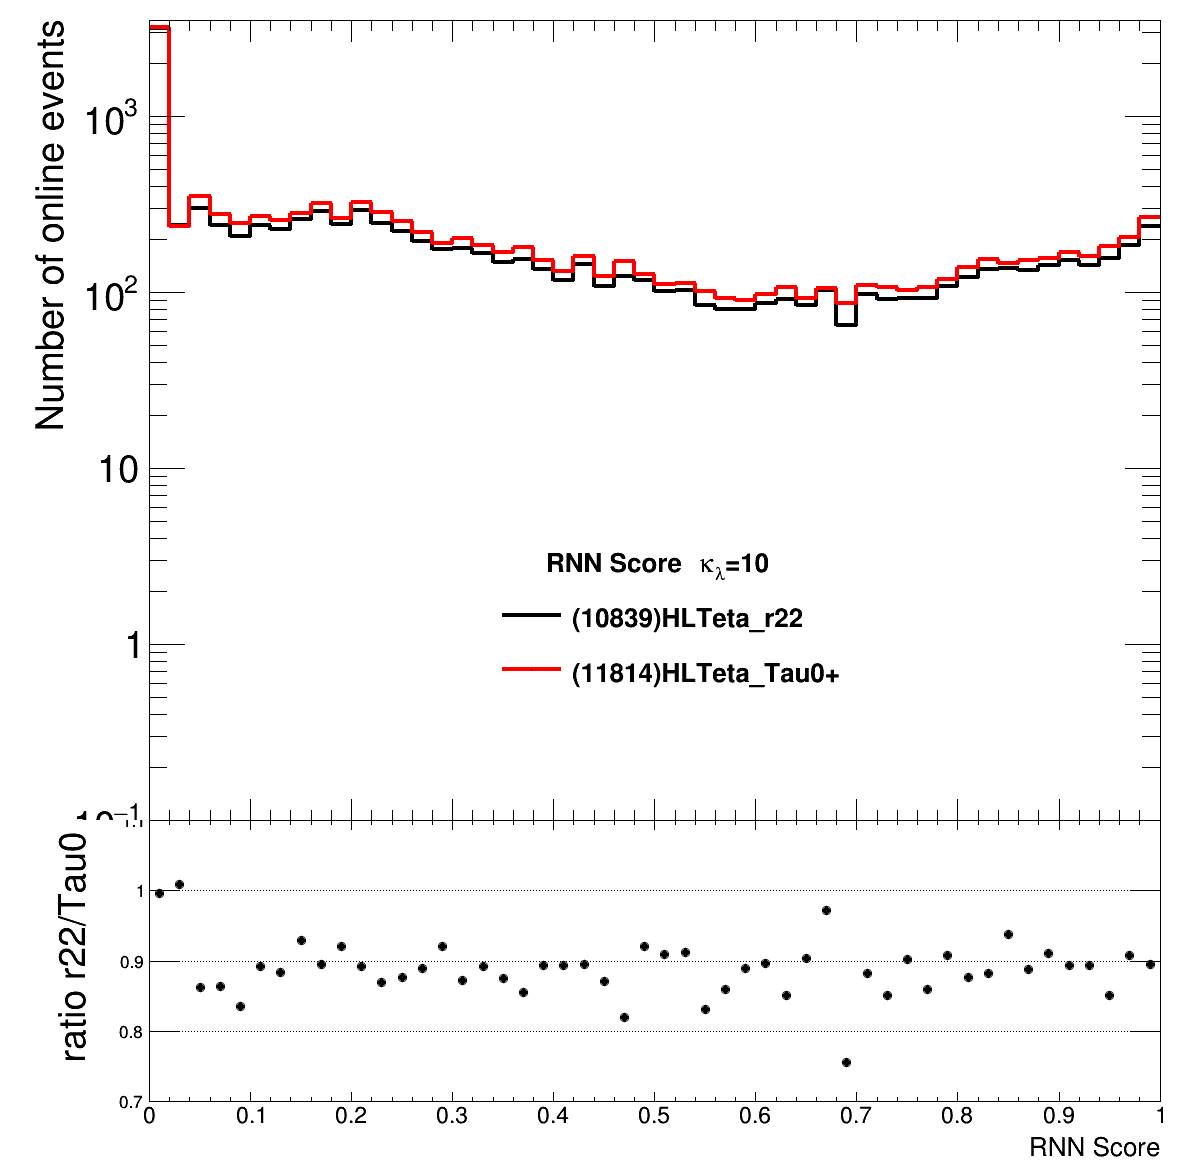 Number of online events
10³
10²
10
1
10⁻¹
RNN Score κλ=10
(10839)HLTeta_r22
(11814)HLTeta_Tau0+
ratio r22/Tau0
1
0.9
0.8
0.7
0 0.1 0.2 0.3 0.4 0.5 0.6 0.7 0.8 0.9 1
RNN Score